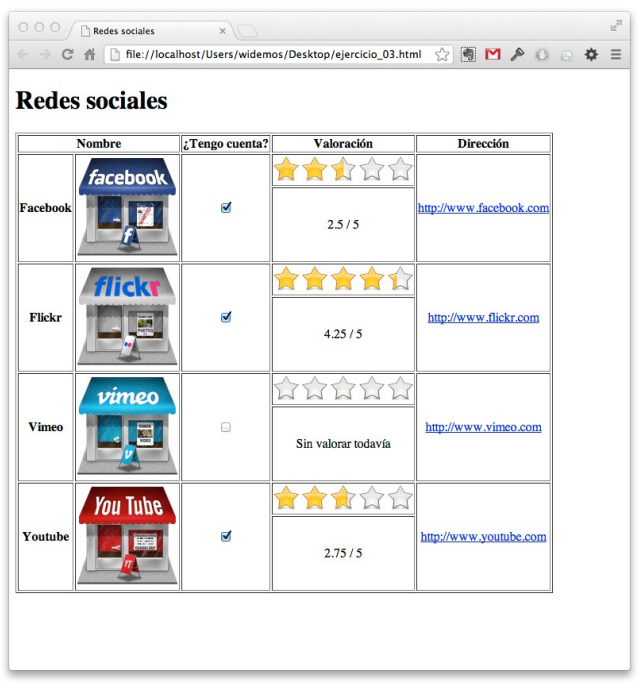 Redes sociales
file://localhost/Users/widemos/Desktop/ejercicio_03.html
Redes sociales
Nombre ¿Tengo cuenta? Valoración Dirección
facebook
Facebook
2.5 / 5
http://www.facebook.com
flickr
Flickr
4.25 / 5
http://www.flickr.com
vimeo
Vimeo
Sin valorar todavía
http://www.vimeo.com
You Tube
Youtube
2.75 / 5
http://www.youtube.com